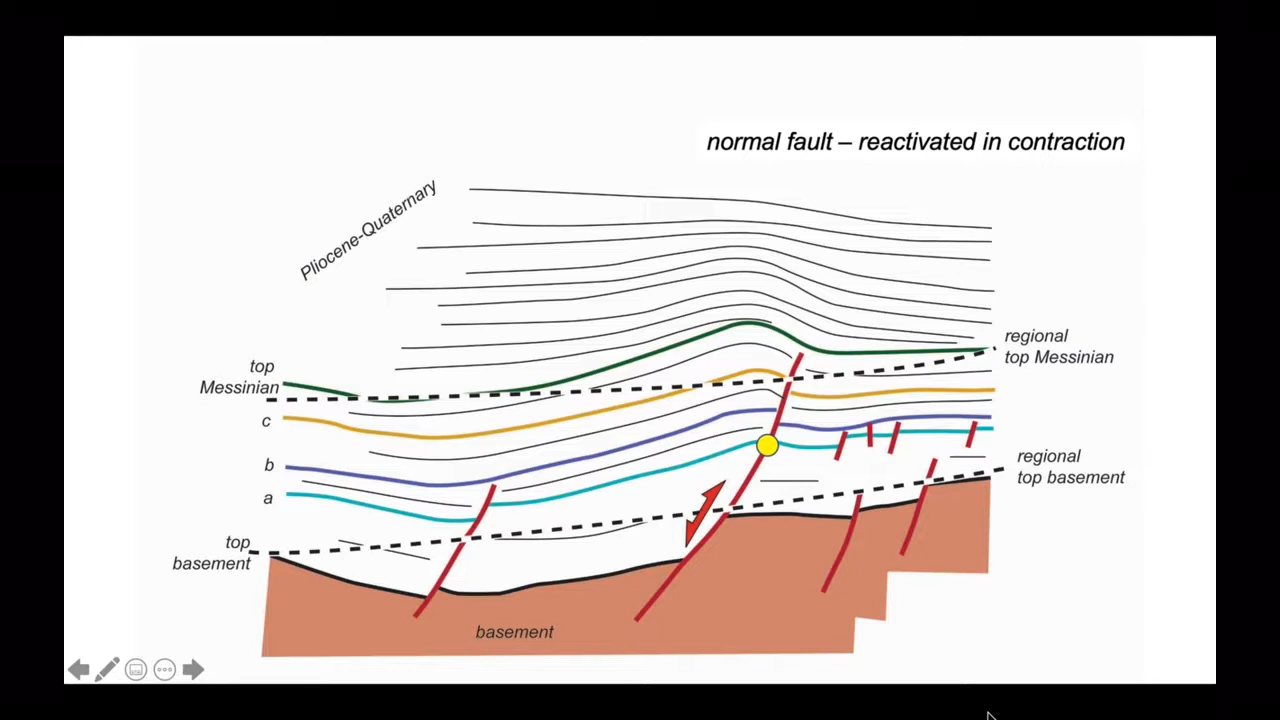 normal fault – reactivated in contraction
Pliocene-Quaternary
top
Messinian
regional
top Messinian
c
b
a
regional
top basement
top
basement
basement